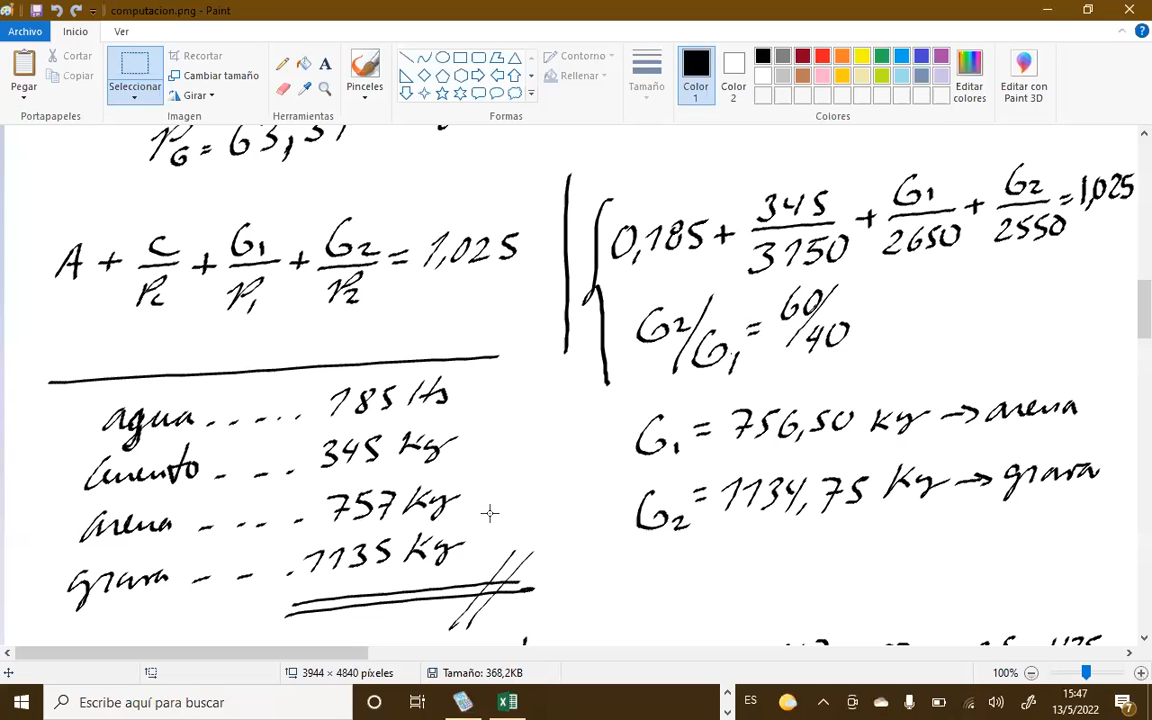 computacion.png - Paint
Archivo Inicio Ver
Pegar
Cortar
Copiar
Portapapeles
Seleccionar
Recortar
Cambiar tamaño
Girar
Imagen
Herramientas
Pinceles
Contorno
Rellenar
Formas
Tamaño
Color 1
Color 2
Editar colores
Colores
Editar con Paint 3D
A + C/Pc + G1/P1 + G2/P2 = 1,025
agua ..... 185 lts
cemento - - - 345 Kg
arena - - - - 757 Kg
grava - - - . 1135 Kg
0,185 + 345/3150 + G1/2650 + G2/2550 = 1,025
G2/G1 = 60/40
G1 = 756,50 Kg → arena
G2 = 1134,75 Kg → grava
3944 × 4840 píxeles
Tamaño: 368,2KB
100%
Escribe aquí para buscar
ES
15:47
13/5/2022
7